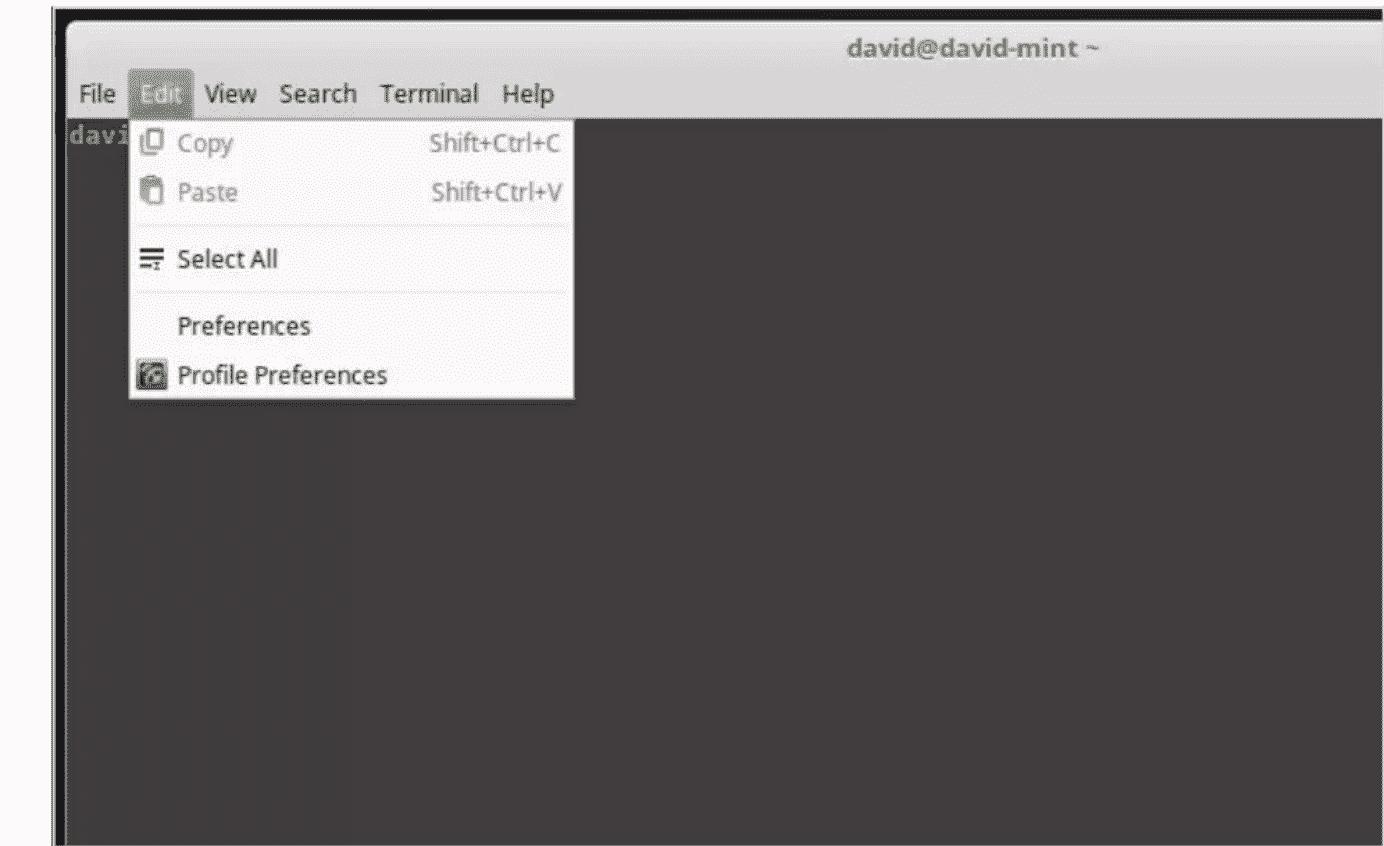 david@david-mint ~
File Edit View Search Terminal Help
davi
Copy Shift+Ctrl+C
Paste Shift+Ctrl+V
Select All
Preferences
Profile Preferences